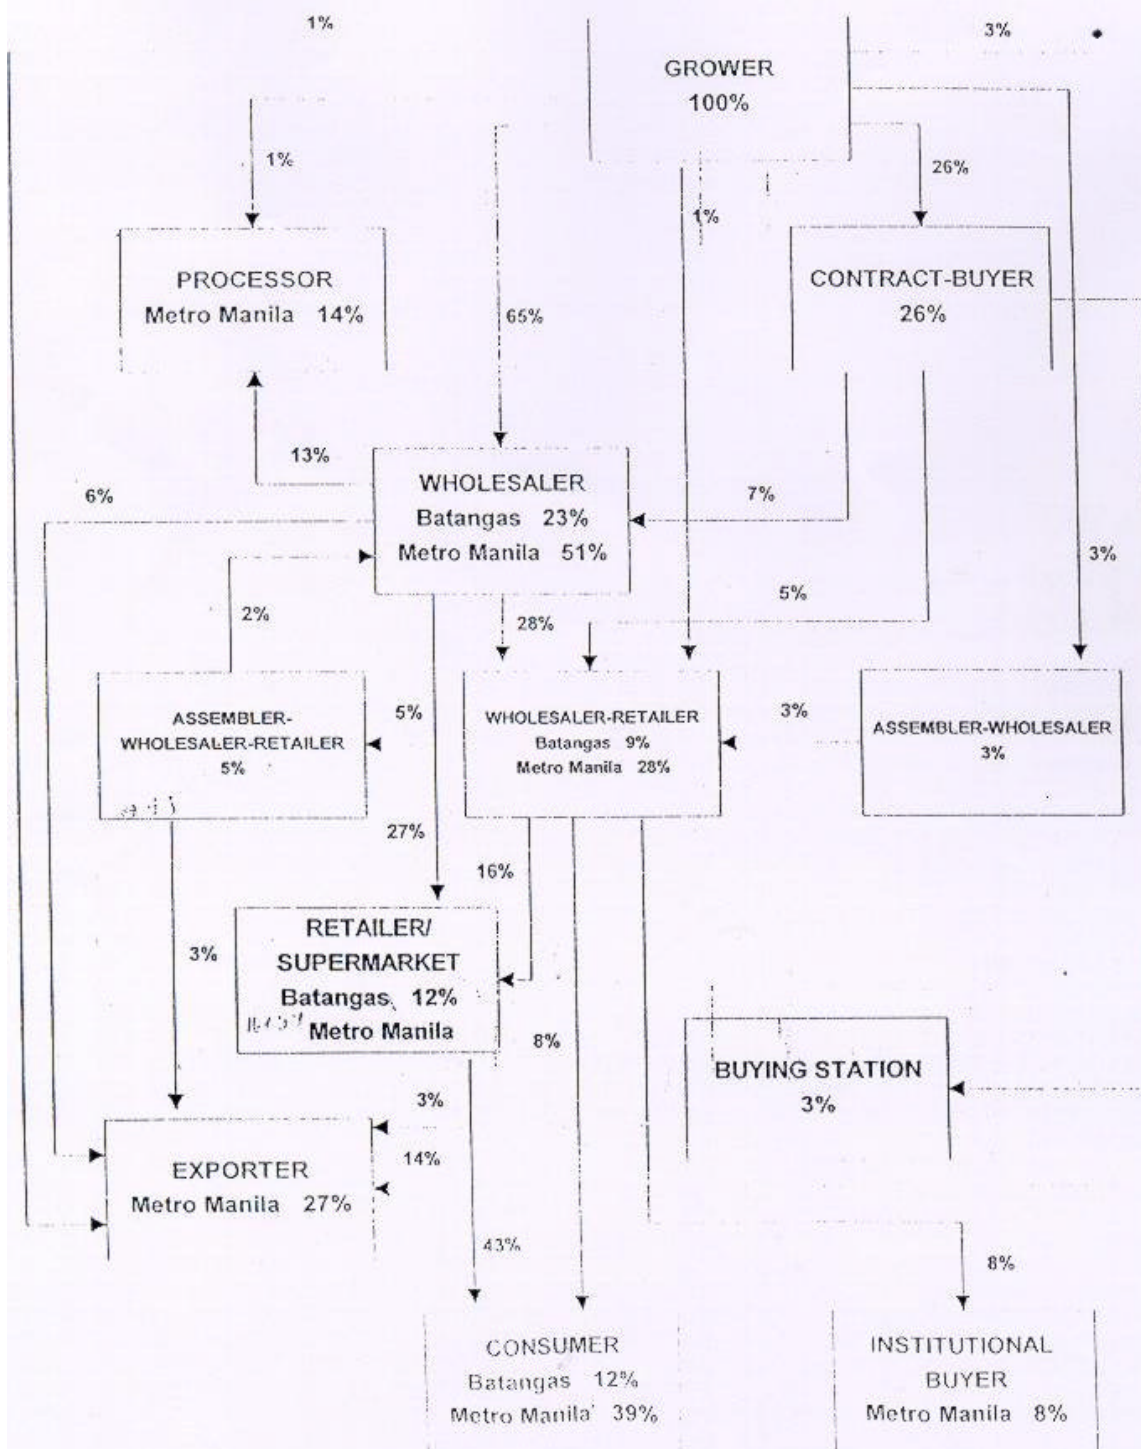 1%
3%
GROWER
100%
1%
26%
1%
PROCESSOR
Metro Manila 14%
CONTRACT-BUYER
26%
65%
13%
6%
WHOLESALER
Batangas 23%
Metro Manila 51%
7%
3%
2%
28%
5%
ASSEMBLER-
WHOLESALER-RETAILER
5%
5%
WHOLESALER-RETAILER
Batangas 9%
Metro Manila 28%
3%
ASSEMBLER-WHOLESALER
3%
27%
16%
3%
RETAILER/
SUPERMARKET
Batangas 12%
Metro Manila
8%
BUYING STATION
3%
3%
14%
EXPORTER
Metro Manila 27%
43%
8%
CONSUMER
Batangas 12%
Metro Manila 39%
INSTITUTIONAL
BUYER
Metro Manila 8%